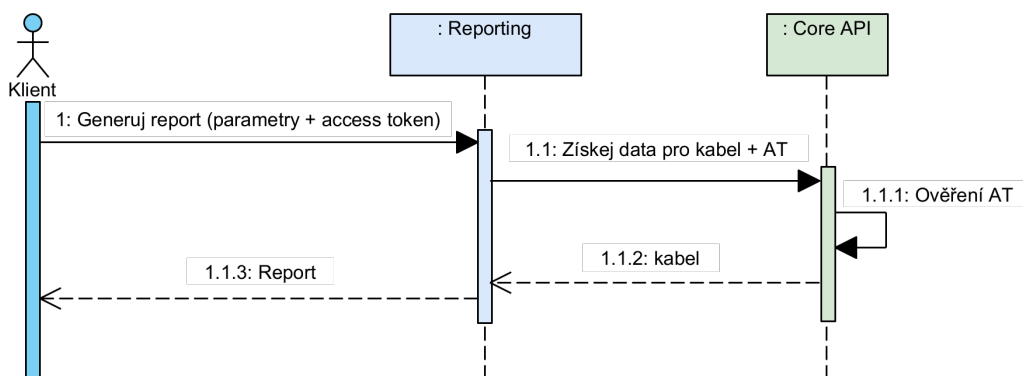 : Reporting
: Core API
Klient
1: Generuj report (parametry + access token)
1.1: Získej data pro kabel + AT
1.1.1: Ověření AT
1.1.2: kabel
1.1.3: Report